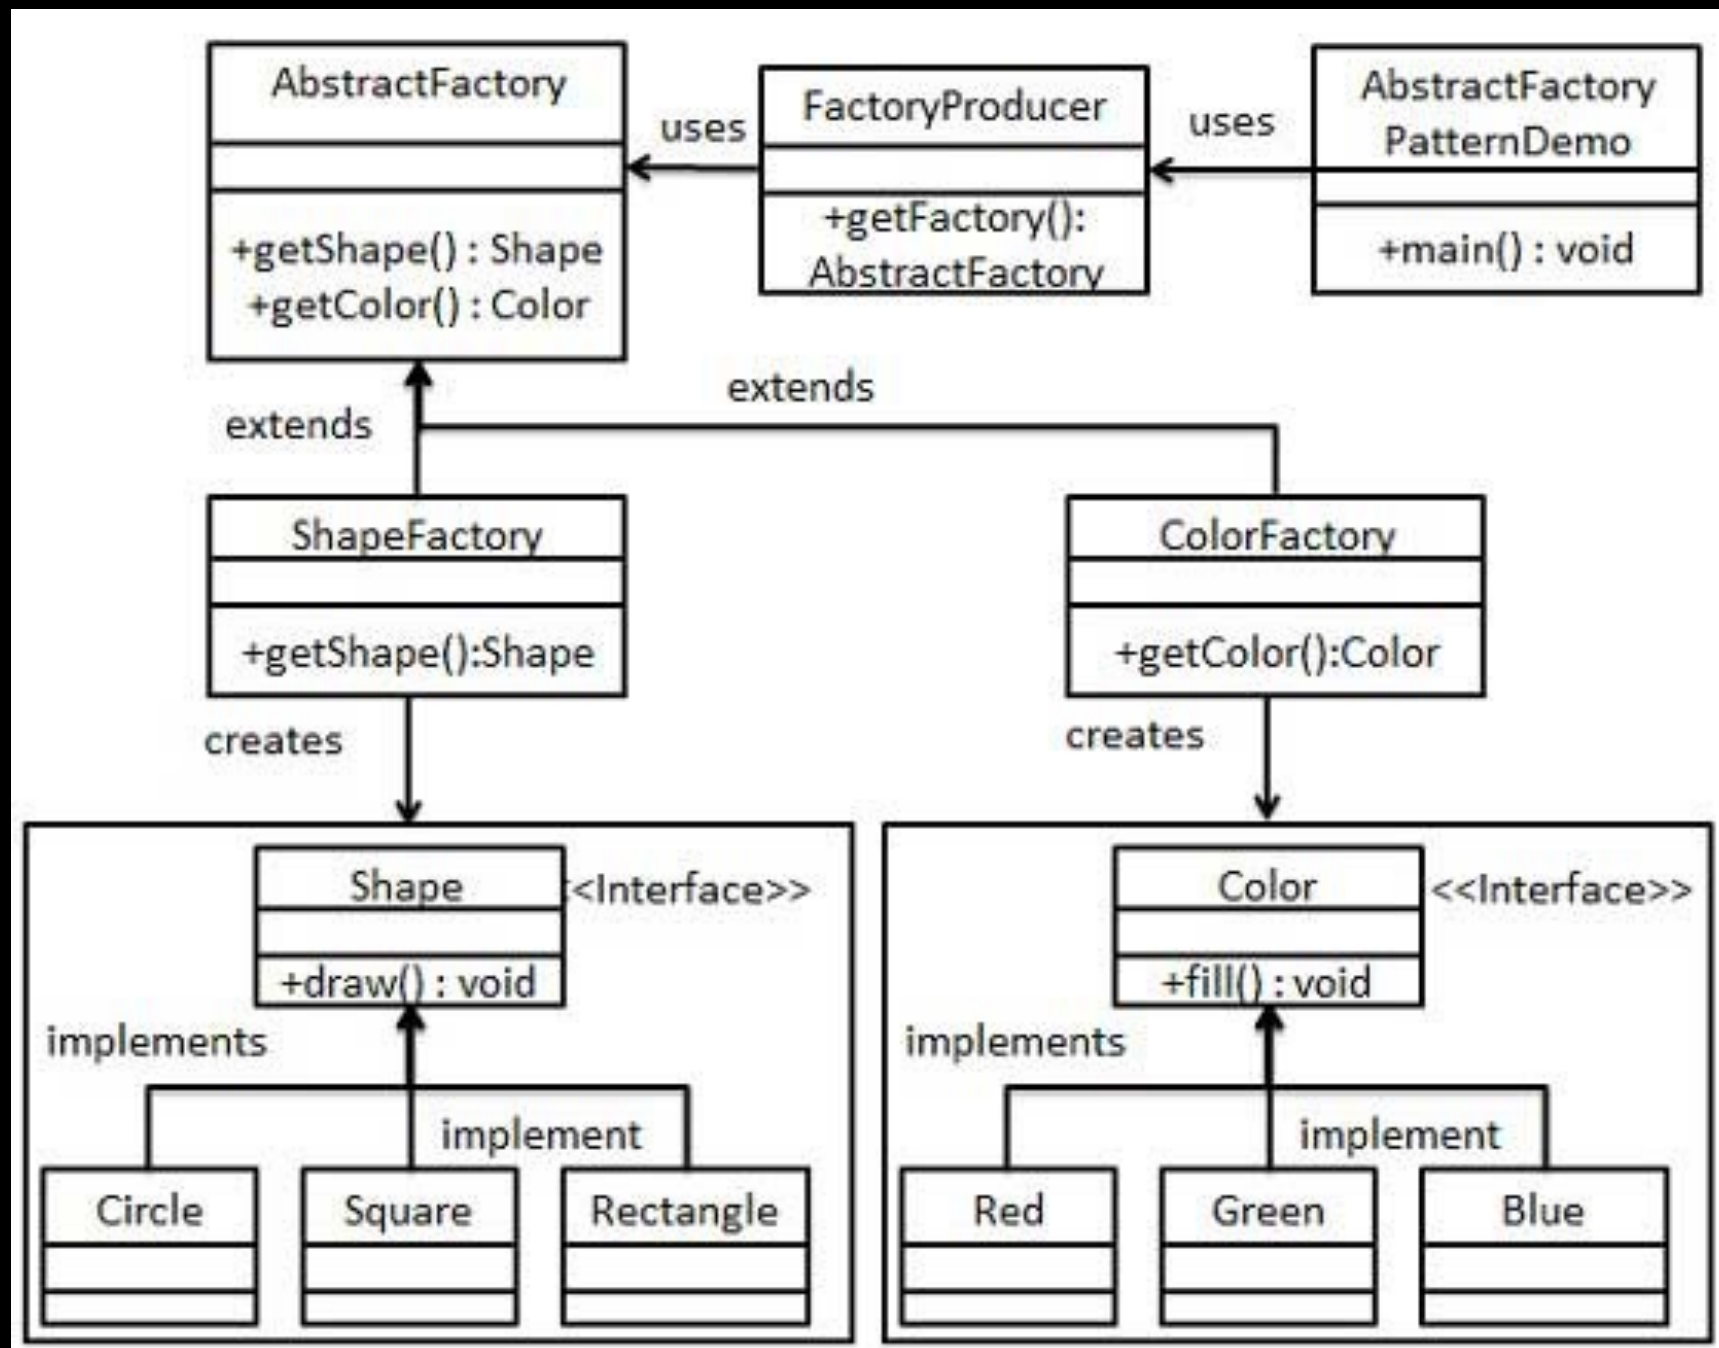 AbstractFactory
+getShape() : Shape
+getColor() : Color
uses
FactoryProducer
+getFactory():
AbstractFactory
uses
AbstractFactory
PatternDemo
+main() : void
extends
extends
ShapeFactory
+getShape():Shape
ColorFactory
+getColor():Color
creates
creates
Shape
<<Interface>>
+draw() : void
implements
implement
Circle
Square
Rectangle
Color
<<Interface>>
+fill() : void
implements
implement
Red
Green
Blue